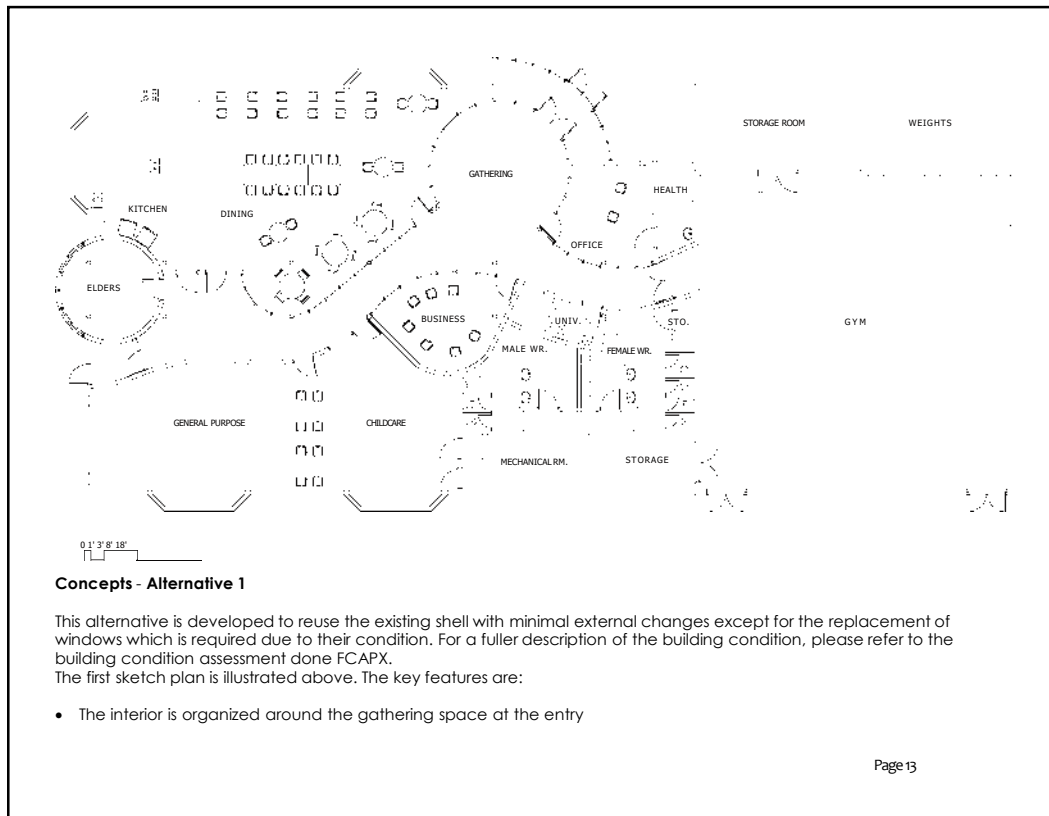 STORAGE ROOM
WEIGHTS
GATHERING
HEALTH
KITCHEN
DINING
OFFICE
ELDERS
BUSINESS
UNIV.
STO.
GYM
MALE WR.
FEMALE WR.
GENERAL PURPOSE
CHILDCARE
MECHANICAL RM.
STORAGE
0 1' 3' 8' 18'
Concepts - Alternative 1
This alternative is developed to reuse the existing shell with minimal external changes except for the replacement of
windows which is required due to their condition. For a fuller description of the building condition, please refer to the
building condition assessment done FCAPX.
The first sketch plan is illustrated above. The key features are:
• The interior is organized around the gathering space at the entry
Page 13